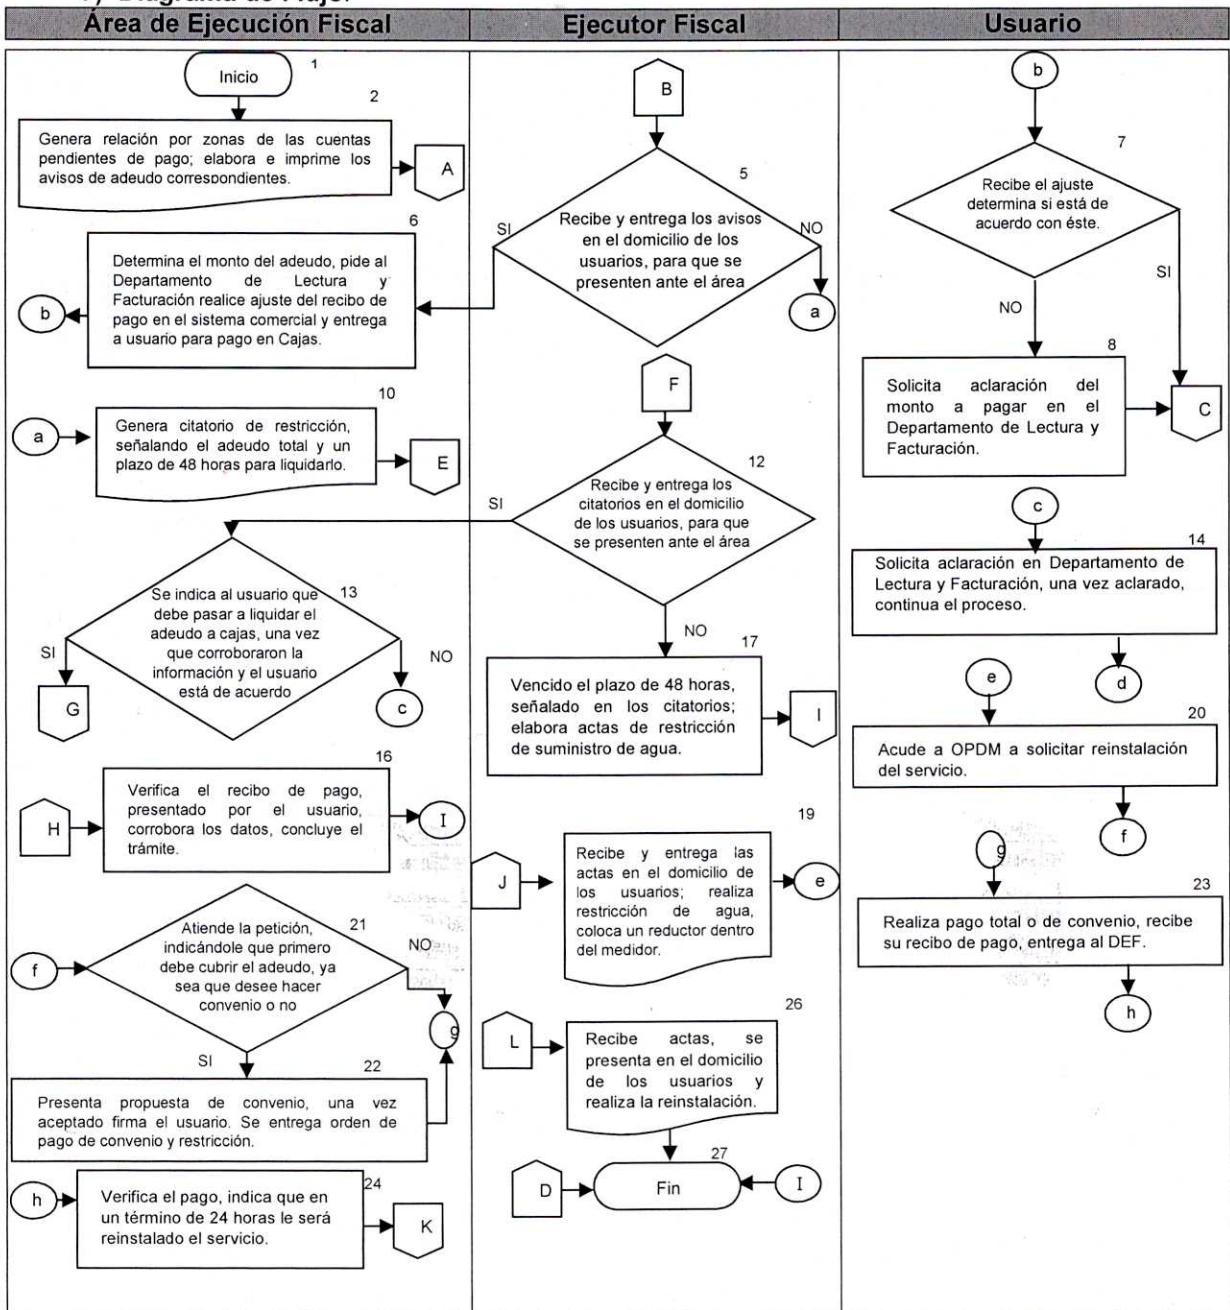 Diagrama de Flujo.
Área de Ejecución Fiscal
Ejecutor Fiscal
Usuario
Inicio
1
2
Genera relación por zonas de las cuentas
pendientes de pago; elabora e imprime los
avisos de adeudo correspondientes.
A
6
Determina el monto del adeudo, pide al
Departamento de Lectura y
Facturación realice ajuste del recibo de
pago en el sistema comercial y entrega
a usuario para pago en Cajas.
b
10
a
Genera citatorio de restricción,
señalando el adeudo total y un
plazo de 48 horas para liquidarlo.
E
13
Se indica al usuario que
debe pasar a liquidar el
adeudo a cajas, una vez
que corroboraron la
información y el usuario
está de acuerdo
SI
NO
G
c
16
H
Verifica el recibo de pago,
presentado por el usuario,
corrobora los datos, concluye el
trámite.
I
21
f
Atiende la petición,
indicándole que primero
debe cubrir el adeudo, ya
sea que desee hacer
convenio o no
NO
g
SI
22
Presenta propuesta de convenio, una vez
aceptado firma el usuario. Se entrega orden de
pago de convenio y restricción.
h
24
Verifica el pago, indica que en
un término de 24 horas le será
reinstalado el servicio.
K
B
5
Recibe y entrega los avisos
en el domicilio de los
usuarios, para que se
presenten ante el área
SI
NO
a
F
12
Recibe y entrega los
citatorios en el domicilio
de los usuarios, para que
se presenten ante el área
SI
NO
17
Vencido el plazo de 48 horas,
señalado en los citatorios;
elabora actas de restricción
de suministro de agua.
I
19
J
Recibe y entrega las
actas en el domicilio de
los usuarios; realiza
restricción de agua,
coloca un reductor dentro
del medidor.
e
26
L
Recibe actas, se
presenta en el domicilio
de los usuarios y
realiza la reinstalación.
27
D
Fin
I
b
7
Recibe el ajuste
determina si está de
acuerdo con éste.
SI
NO
8
Solicita aclaración del
monto a pagar en el
Departamento de Lectura y
Facturación.
C
c
14
Solicita aclaración en Departamento de
Lectura y Facturación, una vez aclarado,
continua el proceso.
d
e
20
Acude a OPDM a solicitar reinstalación
del servicio.
f
g
23
Realiza pago total o de convenio, recibe
su recibo de pago, entrega al DEF.
h